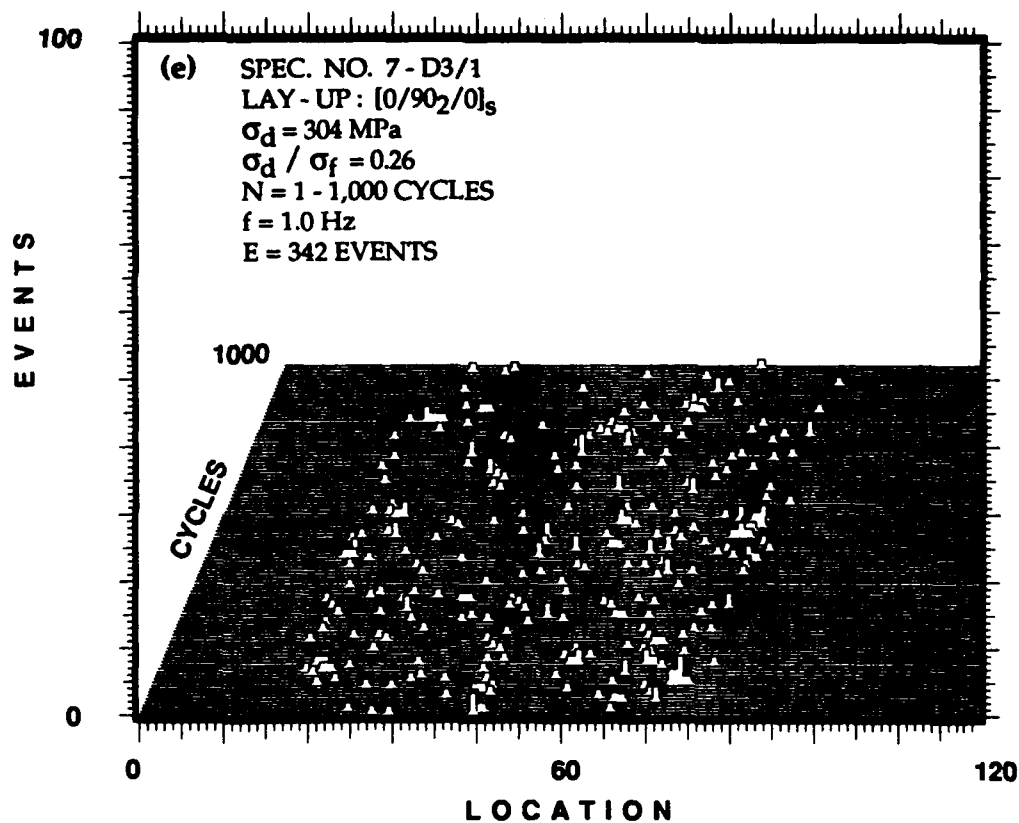 100
(e) SPEC. NO. 7 - D3/1
LAY - UP : [0/90₂/0]ₛ
σd = 304 MPa
σd / σf = 0.26
N = 1 - 1,000 CYCLES
f = 1.0 Hz
E = 342 EVENTS
EVENTS
1000
CYCLES
0
0 60 120
LOCATION